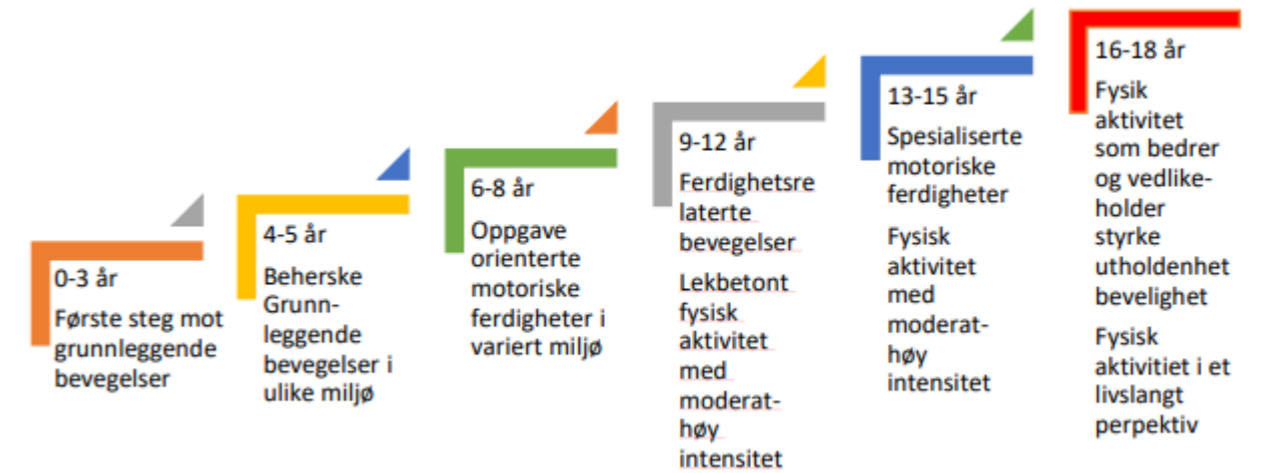 0-3 år
Første steg mot
grunnleggende
bevegelser
4-5 år
Beherske
Grunn-
leggende
bevegelser i
ulike miljø
6-8 år
Oppgave
orienterte
motoriske
ferdigheter i
variert miljø
9-12 år
Ferdighetsre
laterte
bevegelser
Lekbetont
fysisk
aktivitet
med
moderat-
høy
intensitet
13-15 år
Spesialiserte
motoriske
ferdigheter
Fysisk
aktivitet
med
moderat-
høy
intensitet
16-18 år
Fysik
aktivitet
som bedrer
og vedlike-
holder
styrke
utholdenhet
bevelighet
Fysisk
aktivitiet i et
livslangt
perpektiv